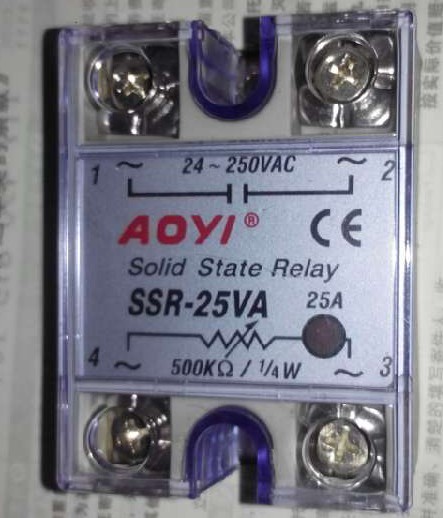 1 ~ 24~250VAC ~ 2
AOYI® CE
Solid State Relay
SSR-25VA 25A
4 ~ 500KΩ / 1/4W ~ 3